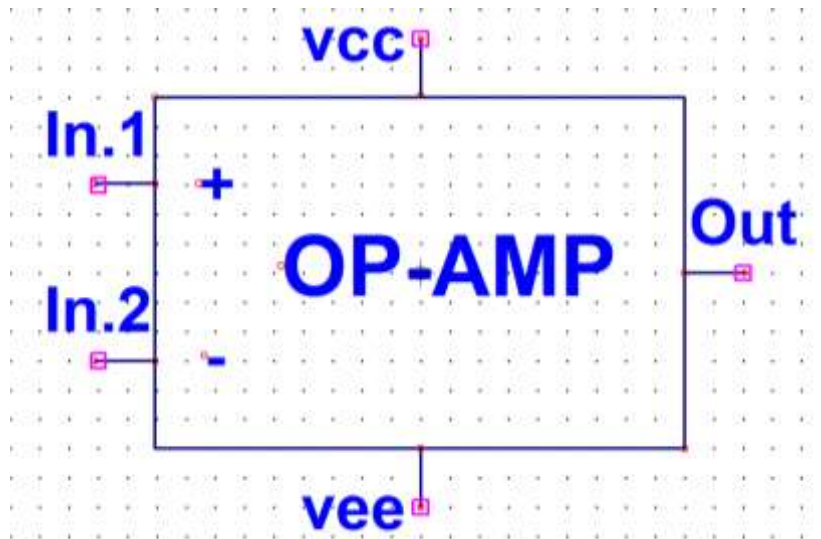 vcc
In.1
+
Out
OP-AMP
In.2
-
vee